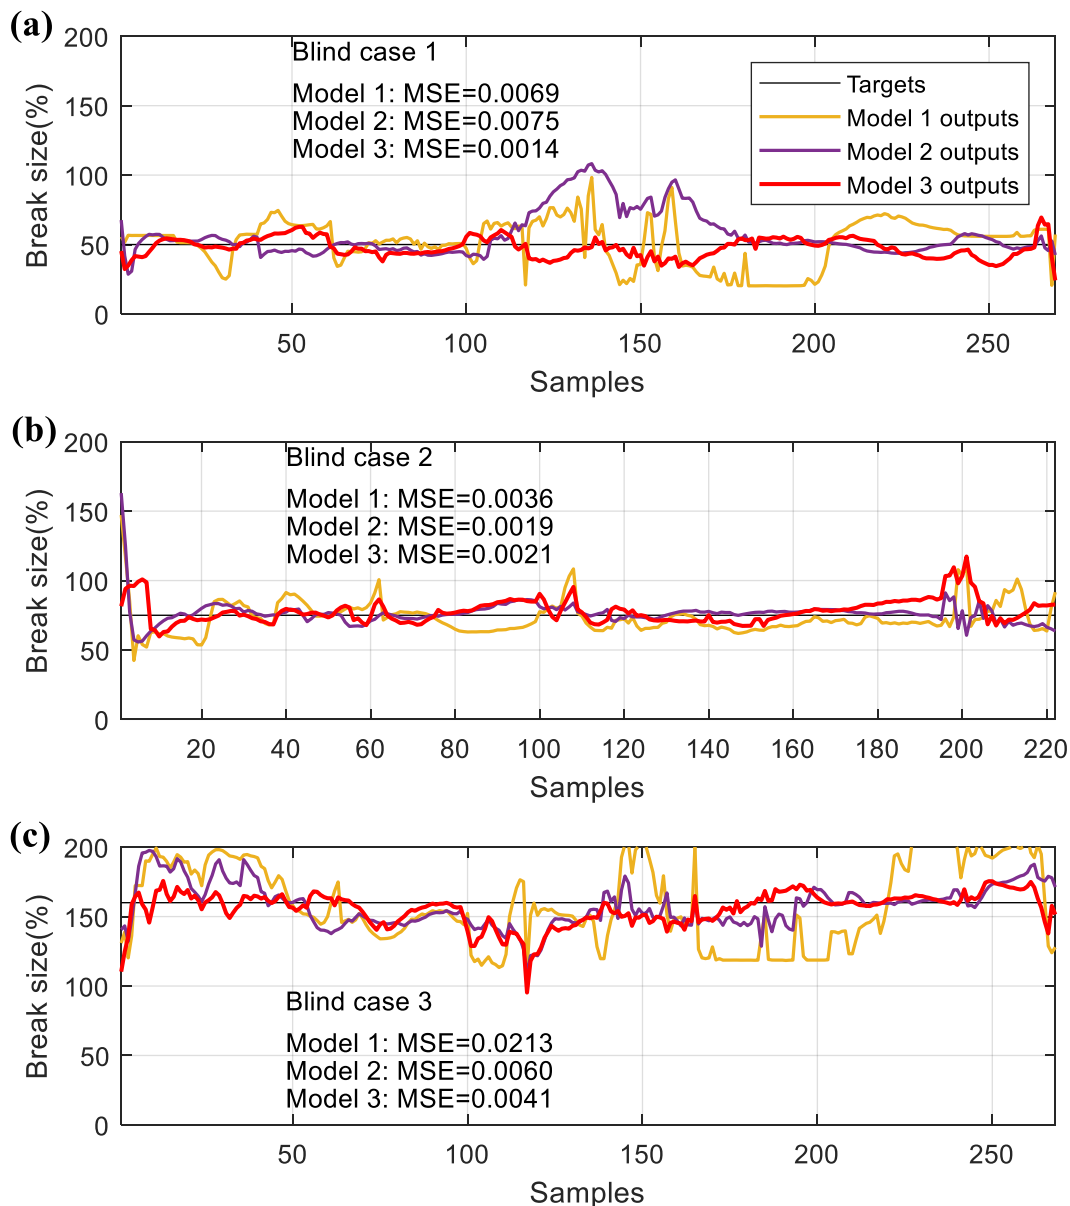 (a)
200
150
100
50
0
Break size(%)
Blind case 1
Model 1: MSE=0.0069
Model 2: MSE=0.0075
Model 3: MSE=0.0014
Targets
Model 1 outputs
Model 2 outputs
Model 3 outputs
50 100 150 200 250
Samples
(b)
200
150
100
50
0
Break size(%)
Blind case 2
Model 1: MSE=0.0036
Model 2: MSE=0.0019
Model 3: MSE=0.0021
20 40 60 80 100 120 140 160 180 200 220
Samples
(c)
200
150
100
50
0
Break size(%)
Blind case 3
Model 1: MSE=0.0213
Model 2: MSE=0.0060
Model 3: MSE=0.0041
50 100 150 200 250
Samples